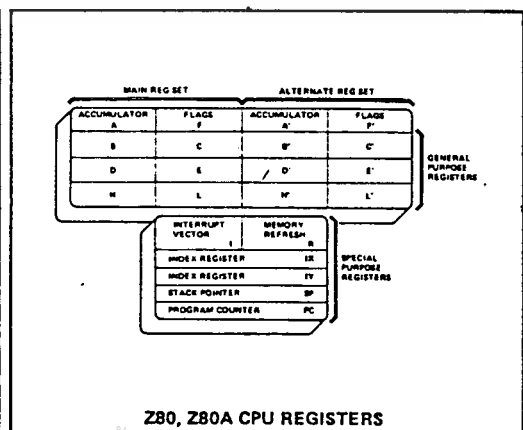 MAIN REG SET ALTERNATE REG SET
ACCUMULATOR FLAGS ACCUMULATOR FLAGS
A F A' F'
B C B' C'
D E D' E'
H L H' L'
GENERAL
PURPOSE
REGISTERS
INTERRUPT MEMORY
VECTOR REFRESH
I R
INDEX REGISTER IX
INDEX REGISTER IY
STACK POINTER SP
PROGRAM COUNTER PC
SPECIAL
PURPOSE
REGISTERS
Z80, Z80A CPU REGISTERS